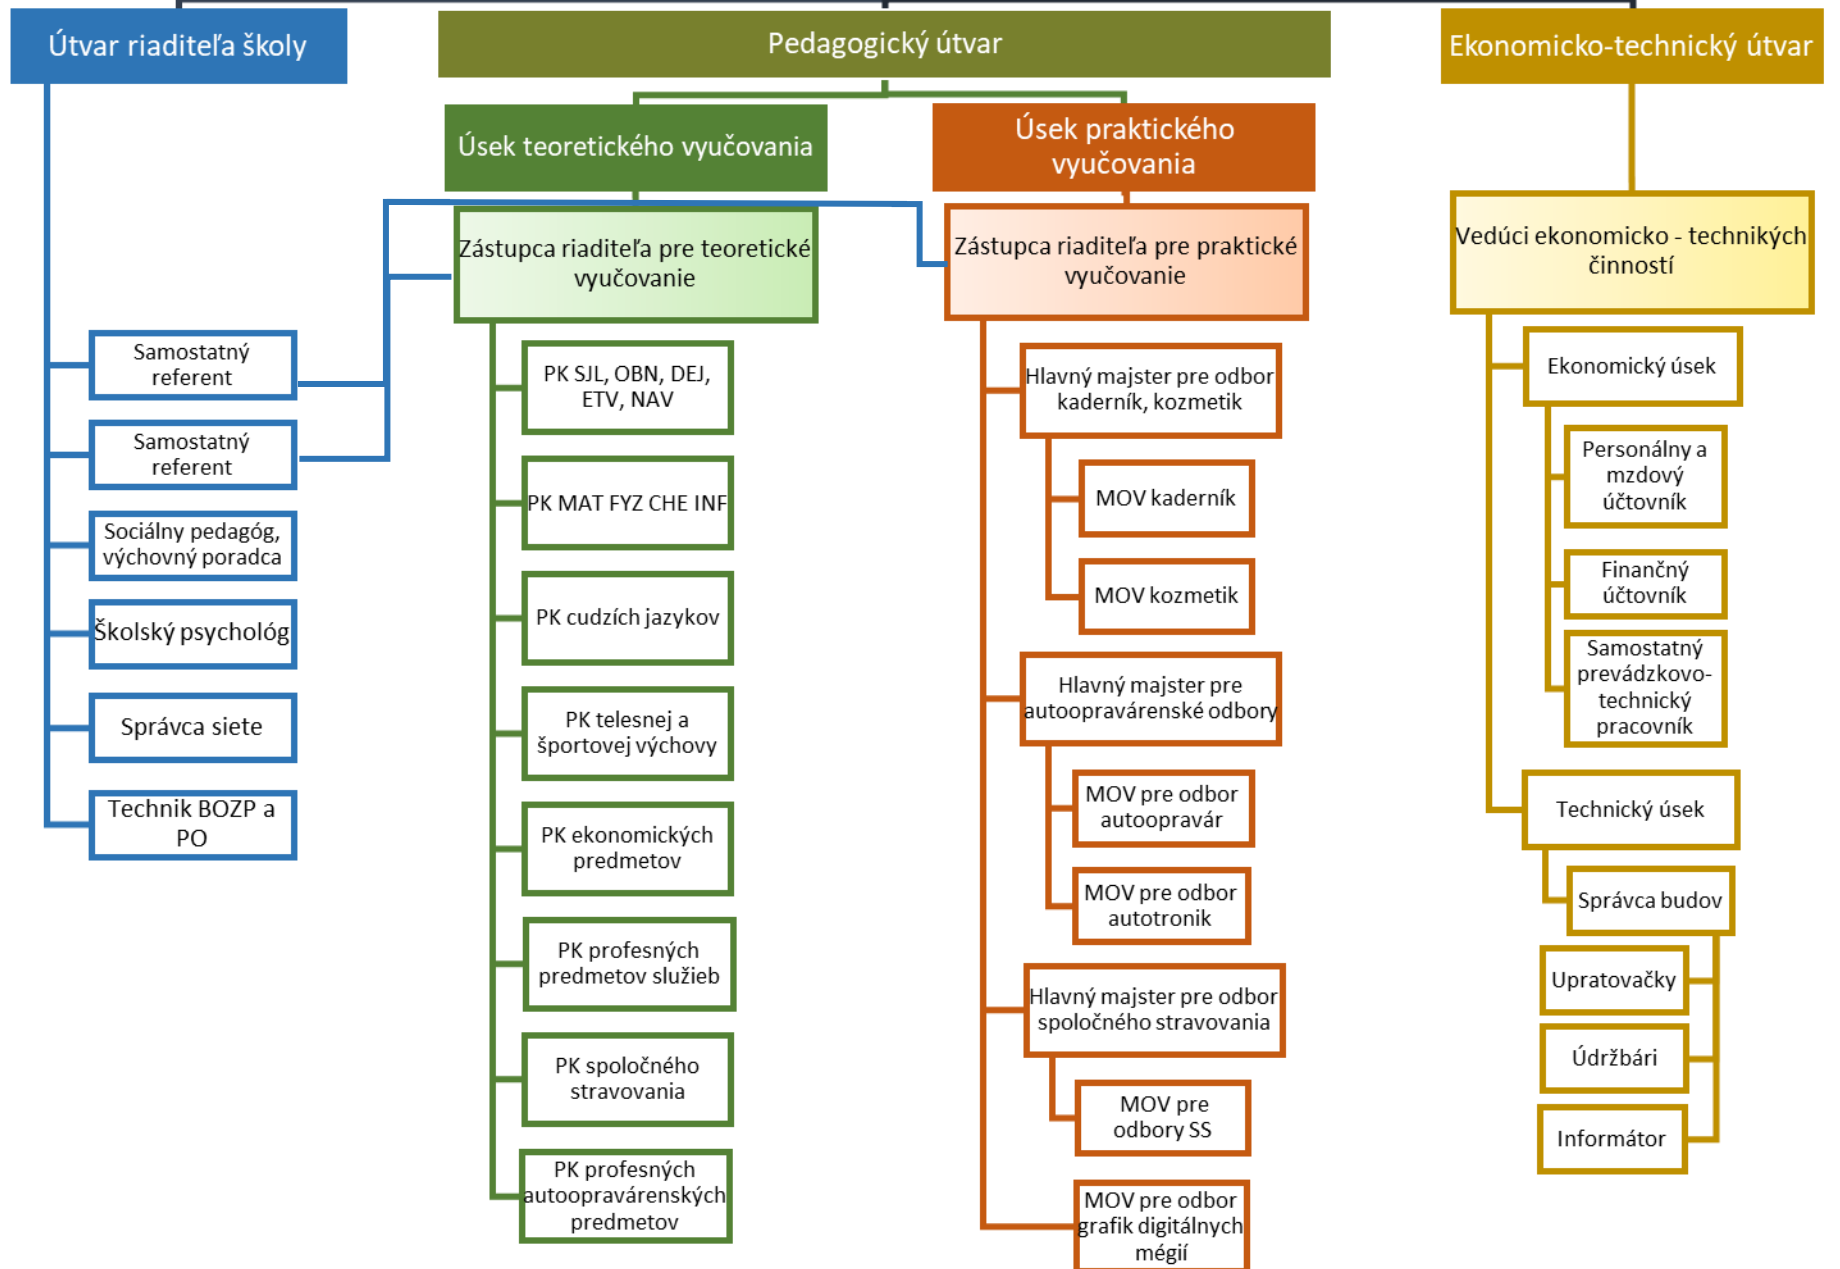 Útvar riaditeľa školy
Samostatný
referent
Samostatný
referent
Sociálny pedagóg,
výchovný poradca
Školský psychológ
Správca siete
Technik BOZP a
PO
Pedagogický útvar
Úsek teoretického vyučovania
Zástupca riaditeľa pre teoretické
vyučovanie
PK SJL, OBN, DEJ,
ETV, NAV
PK MAT FYZ CHE INF
PK cudzích jazykov
PK telesnej a
športovej výchovy
PK ekonomických
predmetov
PK profesných
predmetov služieb
PK spoločného
stravovania
PK profesných
autoopravárenských
predmetov
Úsek praktického
vyučovania
Zástupca riaditeľa pre praktické
vyučovanie
Hlavný majster pre odbor
kaderník, kozmetik
MOV kaderník
MOV kozmetik
Hlavný majster pre
autoopravárenské odbory
MOV pre odbor
autoopravár
MOV pre odbor
autotronik
Hlavný majster pre odbor
spoločného stravovania
MOV pre
odbory SS
MOV pre odbor
grafik digitálnych
mégií
Ekonomicko-technický útvar
Vedúci ekonomicko - technikých
činností
Ekonomický úsek
Personálny a
mzdový
účtovník
Finančný
účtovník
Samostatný
prevádzkovo-
technický
pracovník
Technický úsek
Správca budov
Upratovačky
Údržbári
Informátor